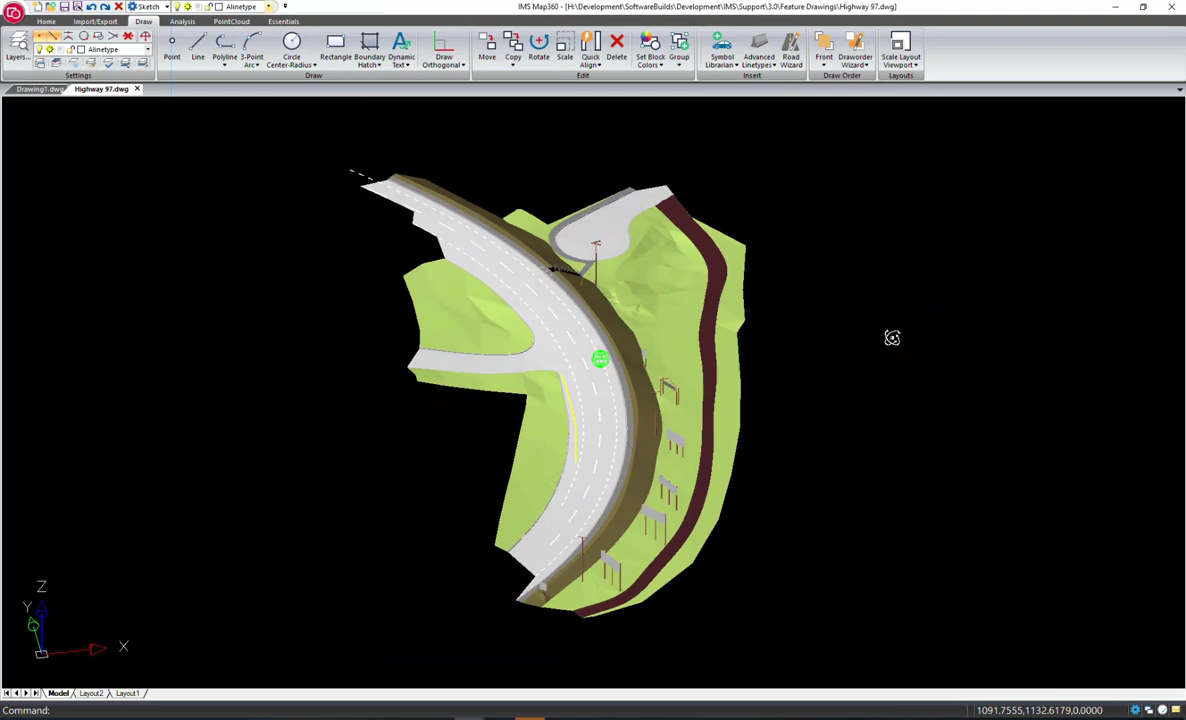 Sketch Alinetype
IMS Map360 - [H:\Development\SoftwareBuilds\IMS\Support\3.0\Feature Drawings\Highway 97.dwg]
Home Import/Export Draw Analysis PointCloud Essentials
Layers...
Alinetype
Settings
Point Line Polyline 3-Point Arc Circle Center-Radius Rectangle Boundary Hatch Dynamic Text
Draw Orthogonal
Draw
Move Copy Rotate Scale Quick Align Delete Set Block Colors Group
Edit
Symbol Librarian Advanced Linetypes Road Wizard
Insert
Front Draworder Wizard
Draw Order
Scale Layout Viewport
Layouts
Drawing1.dwg Highway 97.dwg
Z
Y
X
Model Layout2 Layout1
Command:
1091.7555,1132.6179,0.0000